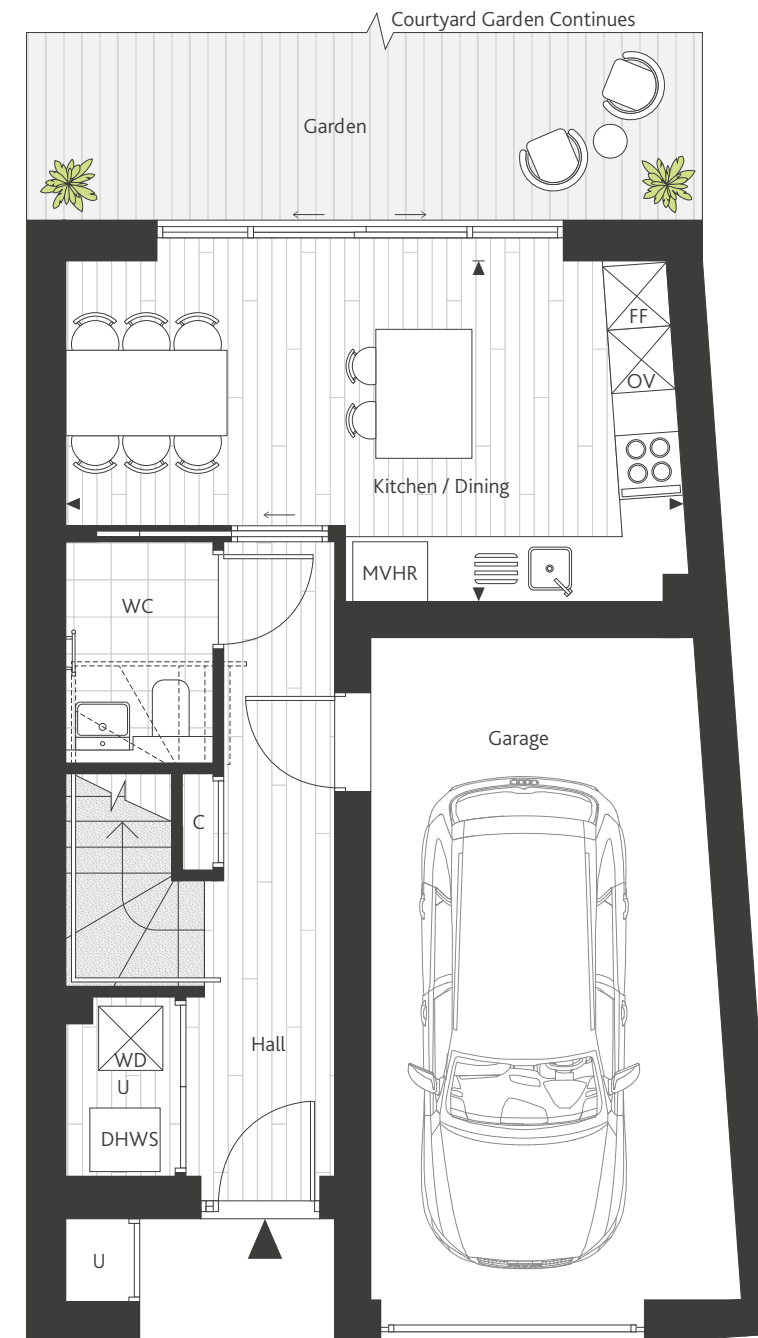 Courtyard Garden Continues
Garden
FF
OV
Kitchen / Dining
MVHR
WC
Garage
C
Hall
WD
U
DHWS
U